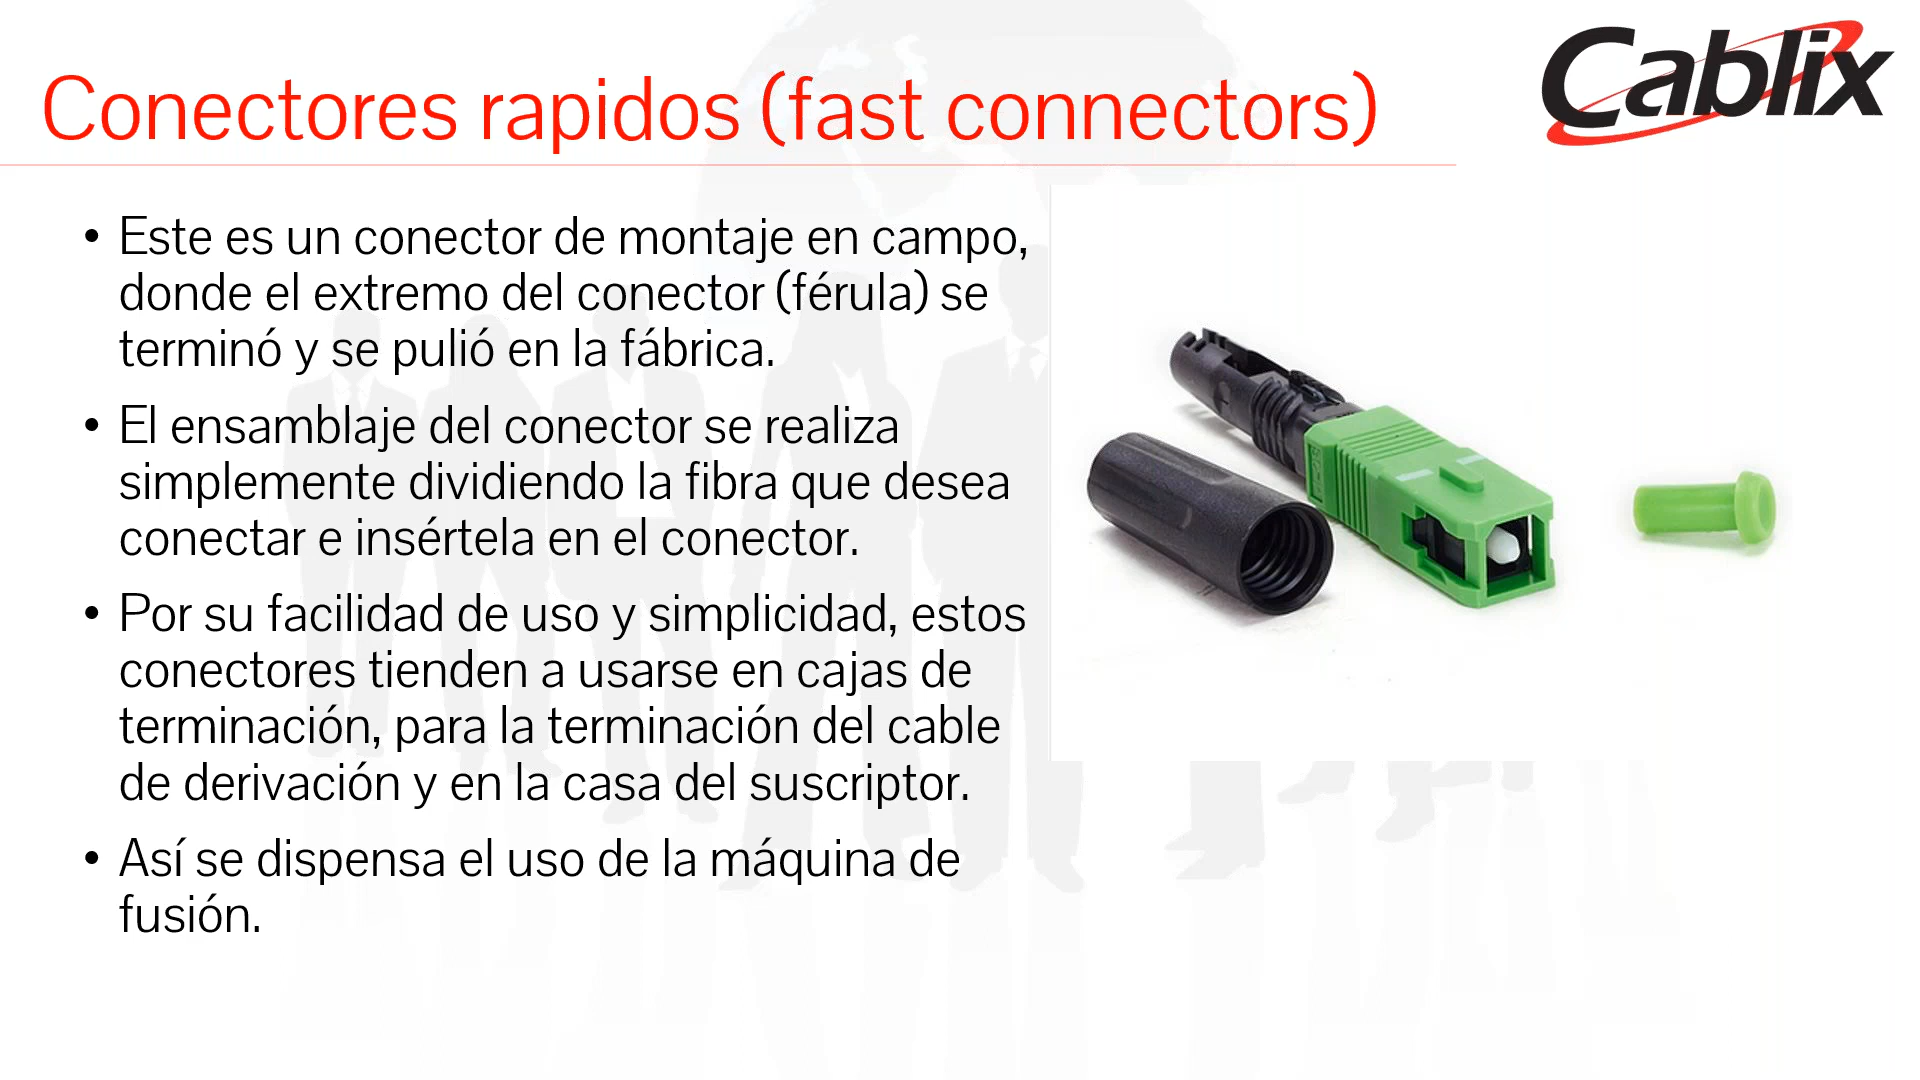 Conectores rapidos (fast connectors)
Cablix
• Este es un conector de montaje en campo,
donde el extremo del conector (férula) se
terminó y se pulió en la fábrica.
• El ensamblaje del conector se realiza
simplemente dividiendo la fibra que desea
conectar e insértela en el conector.
• Por su facilidad de uso y simplicidad, estos
conectores tienden a usarse en cajas de
terminación, para la terminación del cable
de derivación y en la casa del suscriptor.
• Así se dispensa el uso de la máquina de
fusión.